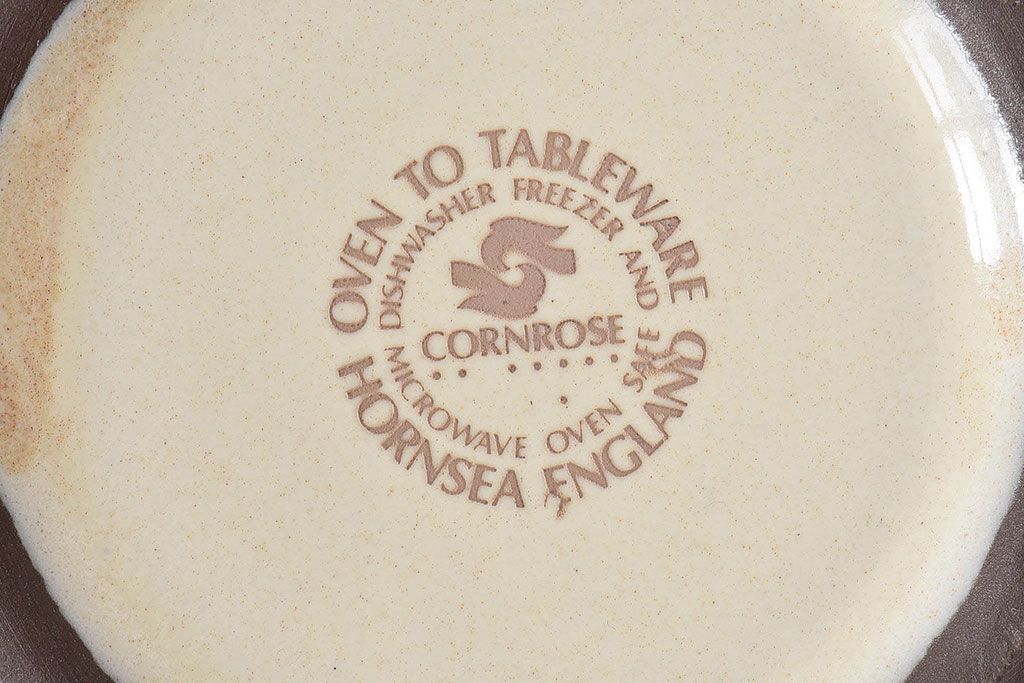 OVEN TO TABLEWARE
DISHWASHER FREEZER AND
CORNROSE
MICROWAVE OVEN SAFE
HORNSEA ENGLAND